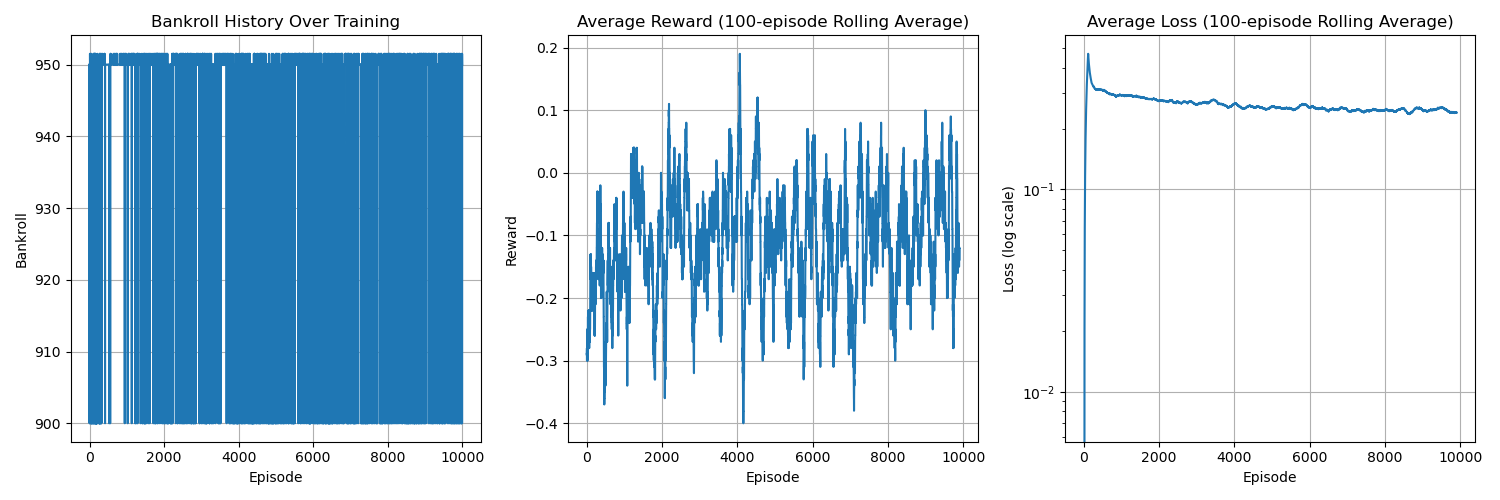 Bankroll History Over Training
950
940
930
920
910
900
Bankroll
0 2000 4000 6000 8000 10000
Episode
Average Reward (100-episode Rolling Average)
0.2
0.1
0.0
−0.1
−0.2
−0.3
−0.4
Reward
0 2000 4000 6000 8000 10000
Episode
Average Loss (100-episode Rolling Average)
10⁻¹
10⁻²
Loss (log scale)
0 2000 4000 6000 8000 10000
Episode